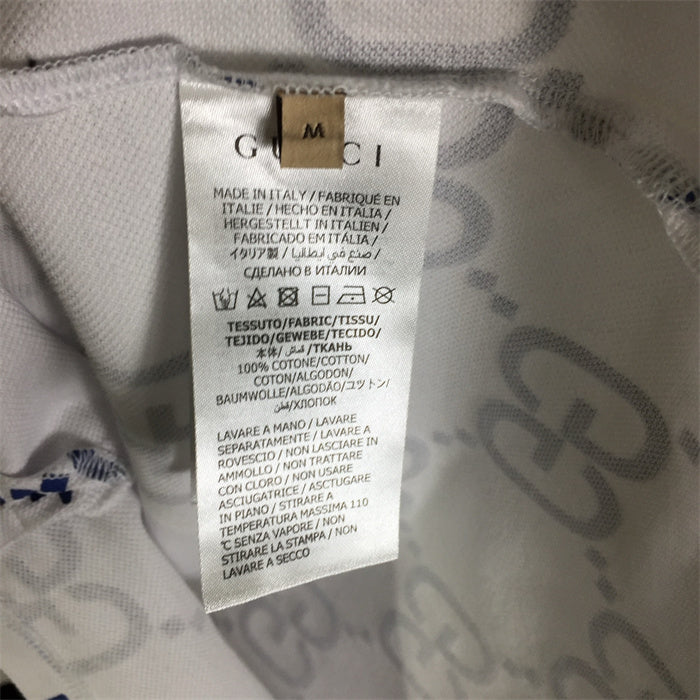 M
GUCCI
MADE IN ITALY / FABRIQUÉ EN
ITALIE / HECHO EN ITALIA /
HERGESTELLT IN ITALIEN /
FABRICADO EM ITÁLIA /
イタリア製 / صنع في ايطاليا /
СДЕЛАНО В ИТАЛИИ
TESSUTO/FABRIC/TISSU/
TEJIDO/GEWEBE/TECIDO/
本体/ قماش /ТКАНЬ
100% COTONE/COTTON/
COTON/ALGODON/
BAUMWOLLE/ALGODÃO/コットン/
قطن/ХЛОПОК
LAVARE A MANO / LAVARE
SEPARATAMENTE / LAVARE A
ROVESCIO / NON LASCIARE IN
AMMOLLO / NON TRATTARE
CON CLORO / NON USARE
ASCIUGATRICE / ASCTUGARE
IN PIANO / STIRARE A
TEMPERATURA MASSIMA 110
°C SENZA VAPORE / NON
STIRARE LA STAMPA / NON
LAVARE A SECCO